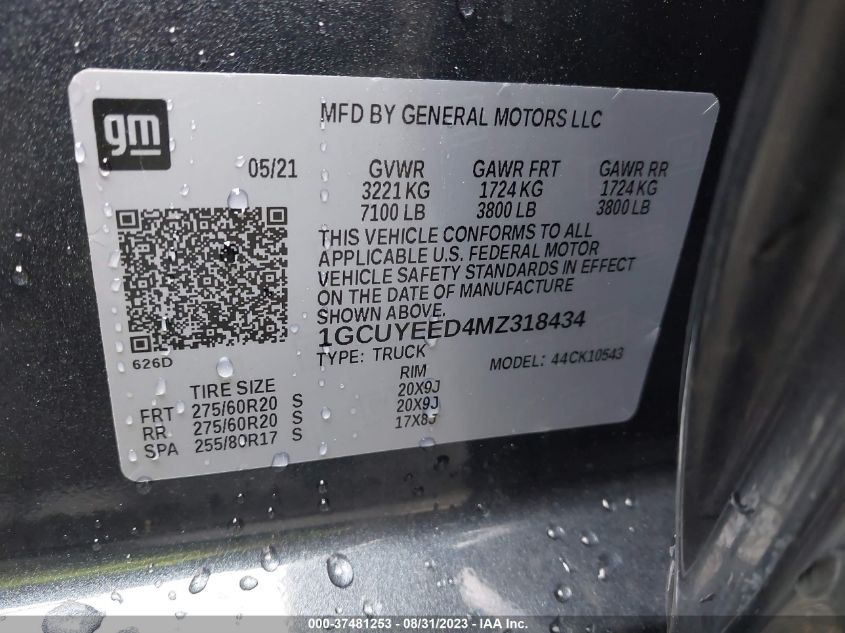 gm
MFD BY GENERAL MOTORS LLC
05/21
GVWR GAWR FRT GAWR RR
3221 KG 1724 KG 1724 KG
7100 LB 3800 LB 3800 LB
THIS VEHICLE CONFORMS TO ALL
APPLICABLE U.S. FEDERAL MOTOR
VEHICLE SAFETY STANDARDS IN EFFECT
ON THE DATE OF MANUFACTURE
SHOWN ABOVE.
1GCUYEED4MZ318434
TYPE: TRUCK MODEL: 44CK10543
626D
TIRE SIZE RIM
FRT 275/60R20 S 20X9J
RR 275/60R20 S 20X9J
SPA 255/80R17 S 17X8J
000-37481253 - 08/31/2023 - IAA Inc.